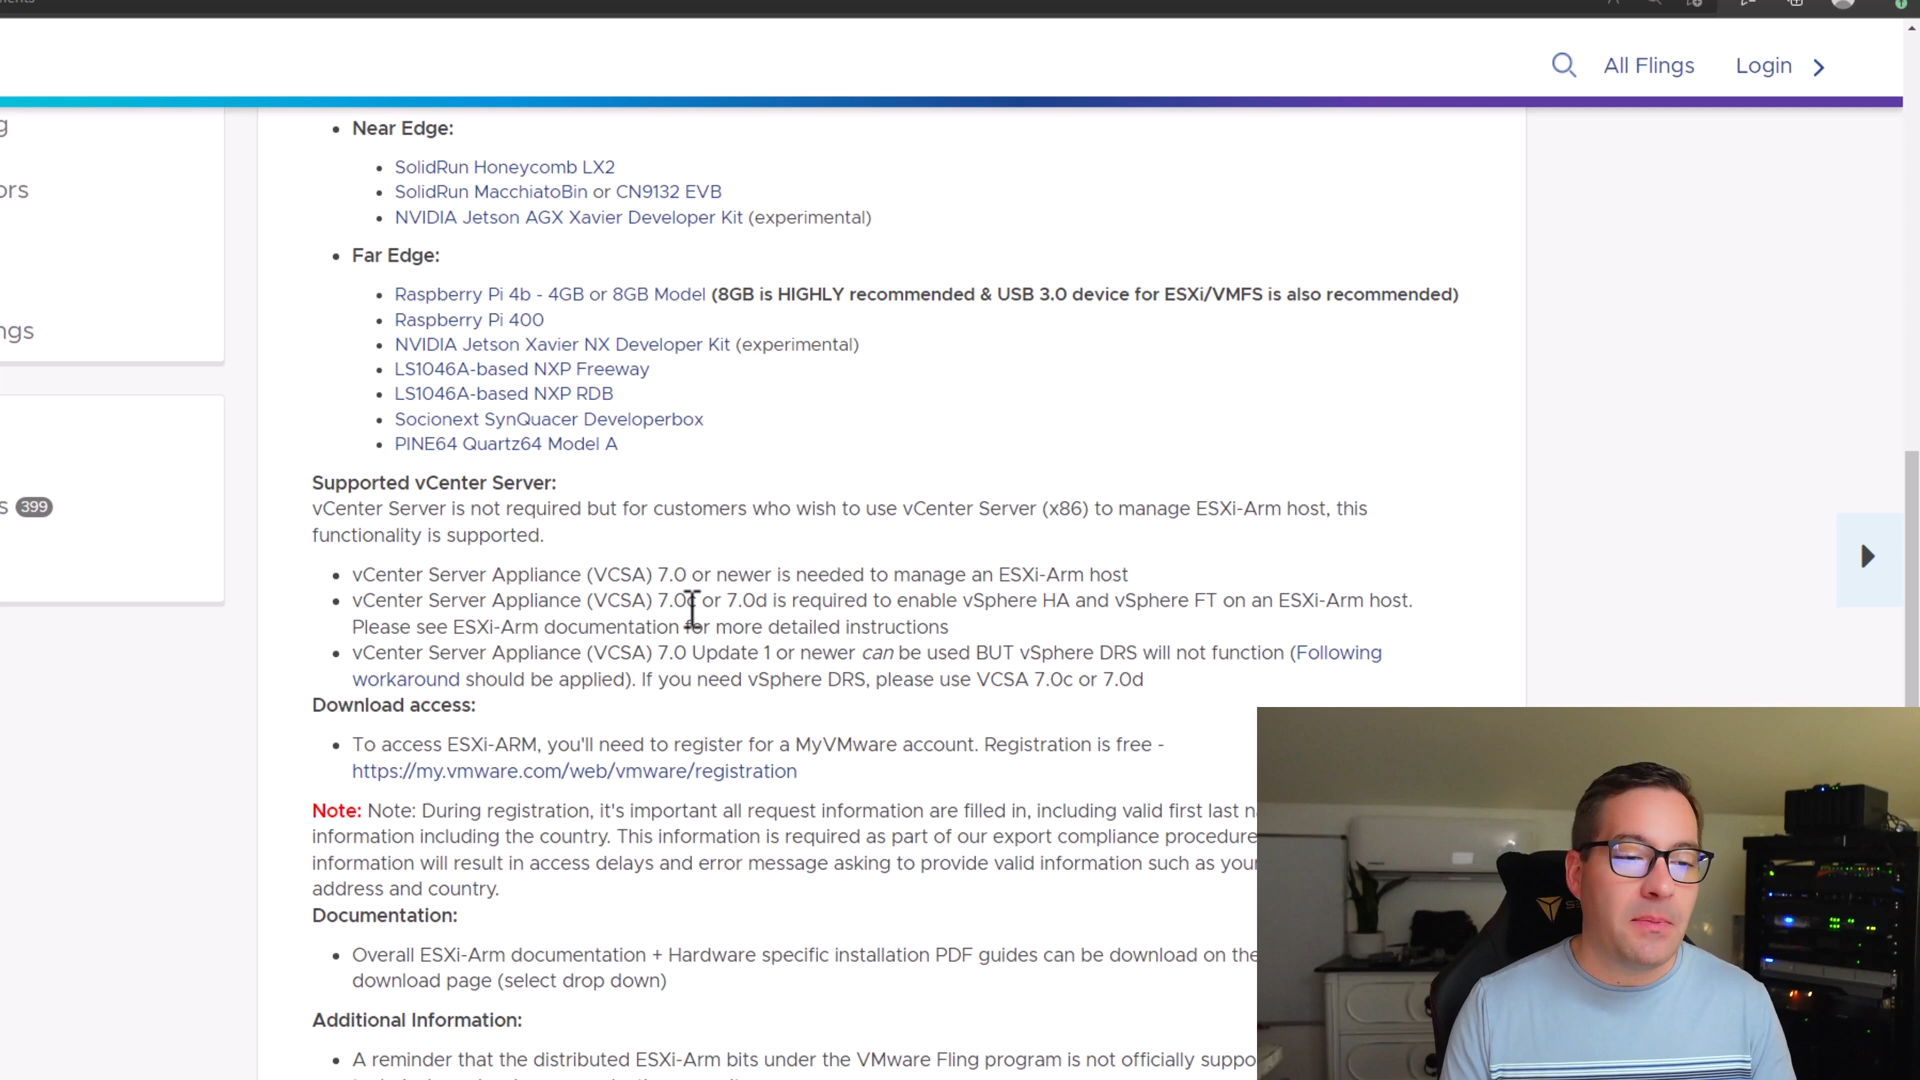 All Flings
Login
Near Edge:
SolidRun Honeycomb LX2
SolidRun MacchiatoBin or CN9132 EVB
NVIDIA Jetson AGX Xavier Developer Kit (experimental)
Far Edge:
Raspberry Pi 4b - 4GB or 8GB Model (8GB is HIGHLY recommended & USB 3.0 device for ESXi/VMFS is also recommended)
Raspberry Pi 400
NVIDIA Jetson Xavier NX Developer Kit (experimental)
LS1046A-based NXP Freeway
LS1046A-based NXP RDB
Socionext SynQuacer Developerbox
PINE64 Quartz64 Model A
399
Supported vCenter Server:
vCenter Server is not required but for customers who wish to use vCenter Server (x86) to manage ESXi-Arm host, this
functionality is supported.
vCenter Server Appliance (VCSA) 7.0 or newer is needed to manage an ESXi-Arm host
vCenter Server Appliance (VCSA) 7.0c or 7.0d is required to enable vSphere HA and vSphere FT on an ESXi-Arm host.
Please see ESXi-Arm documentation for more detailed instructions
vCenter Server Appliance (VCSA) 7.0 Update 1 or newer can be used BUT vSphere DRS will not function (Following
workaround should be applied). If you need vSphere DRS, please use VCSA 7.0c or 7.0d
Download access:
To access ESXi-ARM, you'll need to register for a MyVMware account. Registration is free -
https://my.vmware.com/web/vmware/registration
Note: Note: During registration, it's important all request information are filled in, including valid first last
information including the country. This information is required as part of our export compliance procedure
information will result in access delays and error message asking to provide valid information such as your
address and country.
Documentation:
Overall ESXi-Arm documentation + Hardware specific installation PDF guides can be download on the
download page (select drop down)
Additional Information:
A reminder that the distributed ESXi-Arm bits under the VMware Fling program is not officially